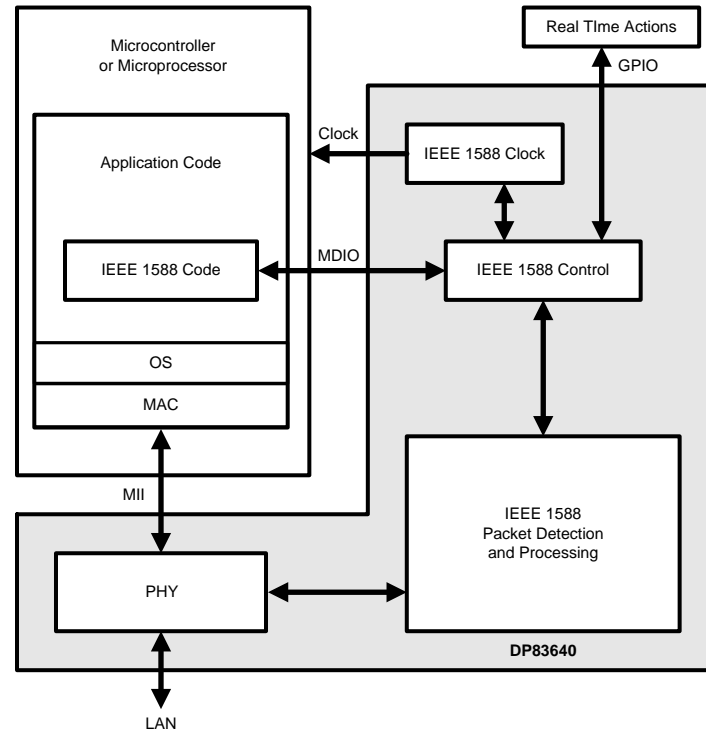 Microcontroller
or Microprocessor
Real TIme Actions
GPIO
Clock
IEEE 1588 Clock
Application Code
IEEE 1588 Code
MDIO
IEEE 1588 Control
OS
MAC
MII
IEEE 1588
Packet Detection
and Processing
PHY
DP83640
LAN